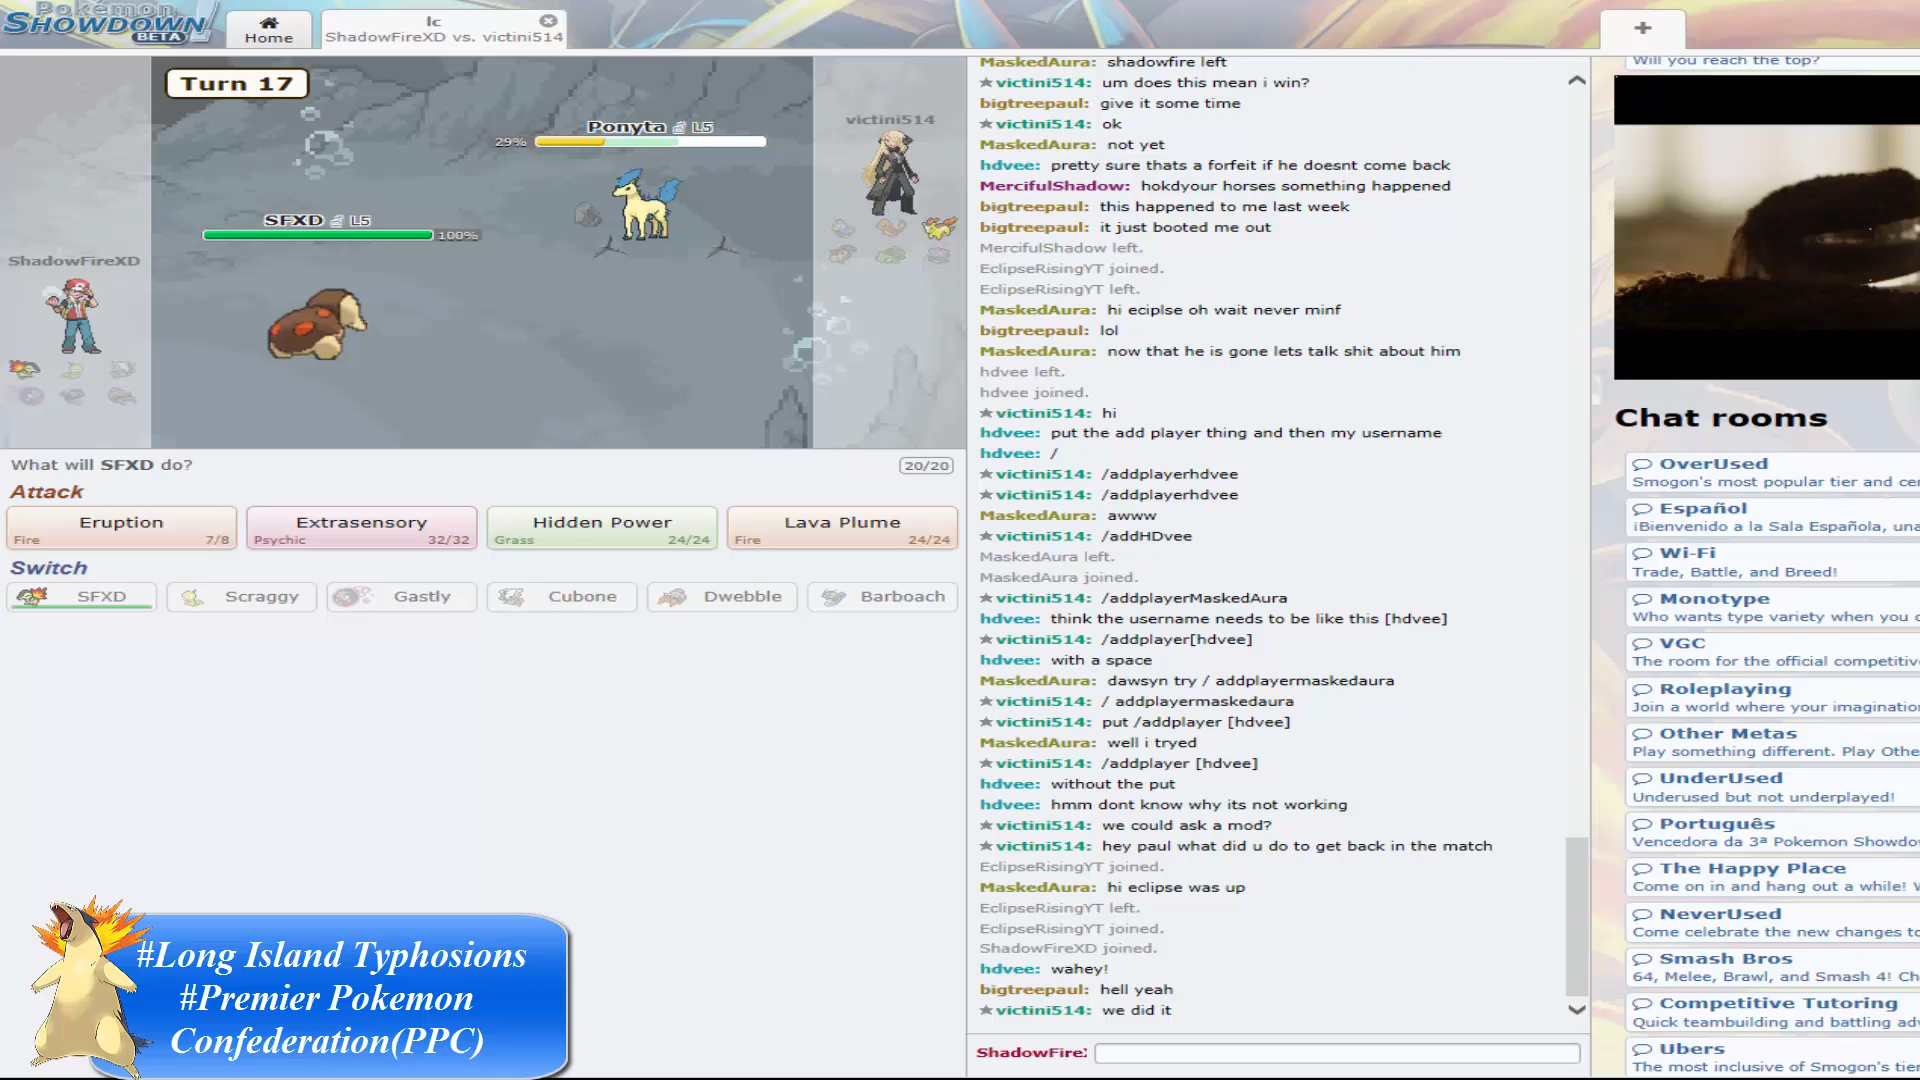 Pokémon
SHOWDOWN
BETA
Home
lc
ShadowFireXD vs. victini514
+
Turn 17
Ponyta L5
29%
SFXD L5
100%
victini514
ShadowFireXD
What will SFXD do?
20/20
Attack
Eruption
Fire 7/8
Extrasensory
Psychic 32/32
Hidden Power
Grass 24/24
Lava Plume
Fire 24/24
Switch
SFXD
Scraggy
Gastly
Cubone
Dwebble
Barboach
#Long Island Typhosions
#Premier Pokemon
Confederation(PPC)
MaskedAura: shadowfire left
★victini514: um does this mean i win?
bigtreepaul: give it some time
★victini514: ok
MaskedAura: not yet
hdvee: pretty sure thats a forfeit if he doesnt come back
MercifulShadow: hokdyour horses something happened
bigtreepaul: this happened to me last week
bigtreepaul: it just booted me out
MercifulShadow left.
EclipseRisingYT joined.
EclipseRisingYT left.
MaskedAura: hi eciplse oh wait never minf
bigtreepaul: lol
MaskedAura: now that he is gone lets talk shit about him
hdvee left.
hdvee joined.
★victini514: hi
hdvee: put the add player thing and then my username
hdvee: /
★victini514: /addplayerhdvee
★victini514: /addplayerhdvee
MaskedAura: awww
★victini514: /addHDvee
MaskedAura left.
MaskedAura joined.
★victini514: /addplayerMaskedAura
hdvee: think the username needs to be like this [hdvee]
★victini514: /addplayer[hdvee]
hdvee: with a space
MaskedAura: dawsyn try / addplayermaskedaura
★victini514: / addplayermaskedaura
★victini514: put /addplayer [hdvee]
MaskedAura: well i tryed
★victini514: /addplayer [hdvee]
hdvee: without the put
hdvee: hmm dont know why its not working
★victini514: we could ask a mod?
★victini514: hey paul what did u do to get back in the match
EclipseRisingYT joined.
MaskedAura: hi eclipse was up
EclipseRisingYT left.
EclipseRisingYT joined.
ShadowFireXD joined.
hdvee: wahey!
bigtreepaul: hell yeah
★victini514: we did it
ShadowFireX
Will you reach the top?
Chat rooms
OverUsed
Smogon's most popular tier and cen
Español
¡Bienvenido a la Sala Española, una
Wi-Fi
Trade, Battle, and Breed!
Monotype
Who wants type variety when you c
VGC
The room for the official competitiv
Roleplaying
Join a world where your imagination
Other Metas
Play something different. Play Othe
UnderUsed
Underused but not underplayed!
Português
Vencedora da 3ª Pokemon Showdo
The Happy Place
Come on in and hang out a while!
NeverUsed
Come celebrate the new changes to
Smash Bros
64, Melee, Brawl, and Smash 4! Ch
Competitive Tutoring
Quick teambuilding and battling adv
Ubers
The most inclusive of Smogon's tier